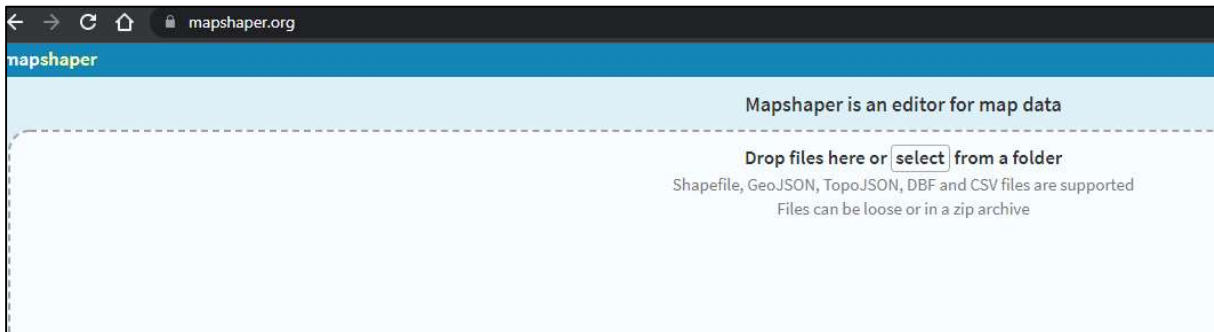 mapshaper.org
mapshaper
Mapshaper is an editor for map data
Drop files here or select from a folder
Shapefile, GeoJSON, TopoJSON, DBF and CSV files are supported
Files can be loose or in a zip archive